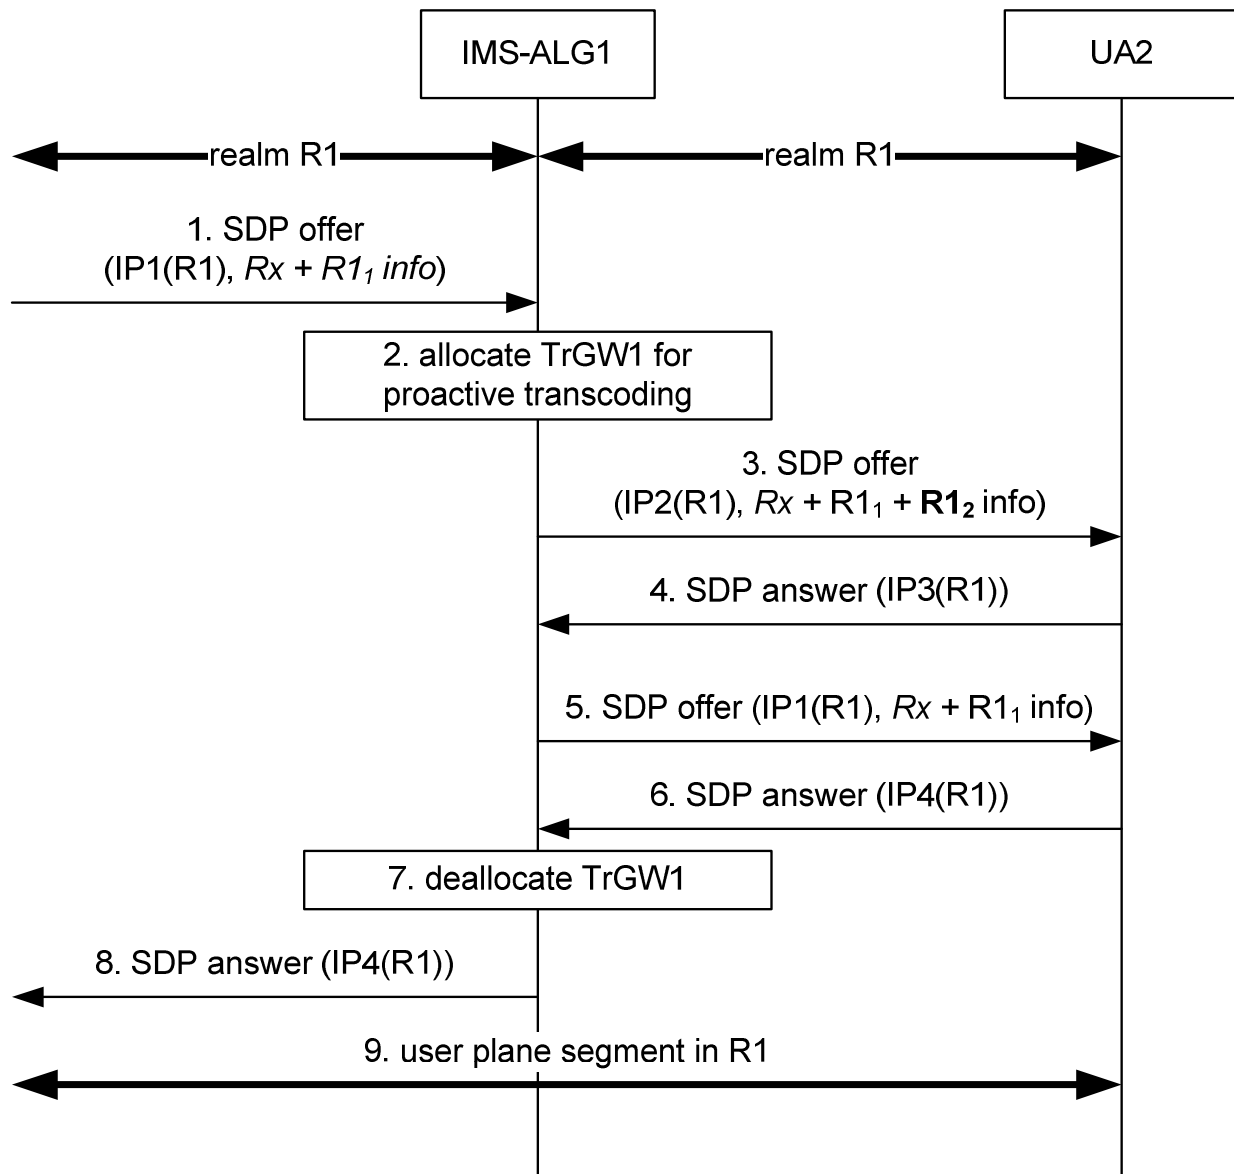 IMS-ALG1
UA2
realm R1
realm R1
1. SDP offer
(IP1(R1), Rx + R1₁ info)
2. allocate TrGW1 for
proactive transcoding
3. SDP offer
(IP2(R1), Rx + R1₁ + R1₂ info)
4. SDP answer (IP3(R1))
5. SDP offer (IP1(R1), Rx + R1₁ info)
6. SDP answer (IP4(R1))
7. deallocate TrGW1
8. SDP answer (IP4(R1))
9. user plane segment in R1